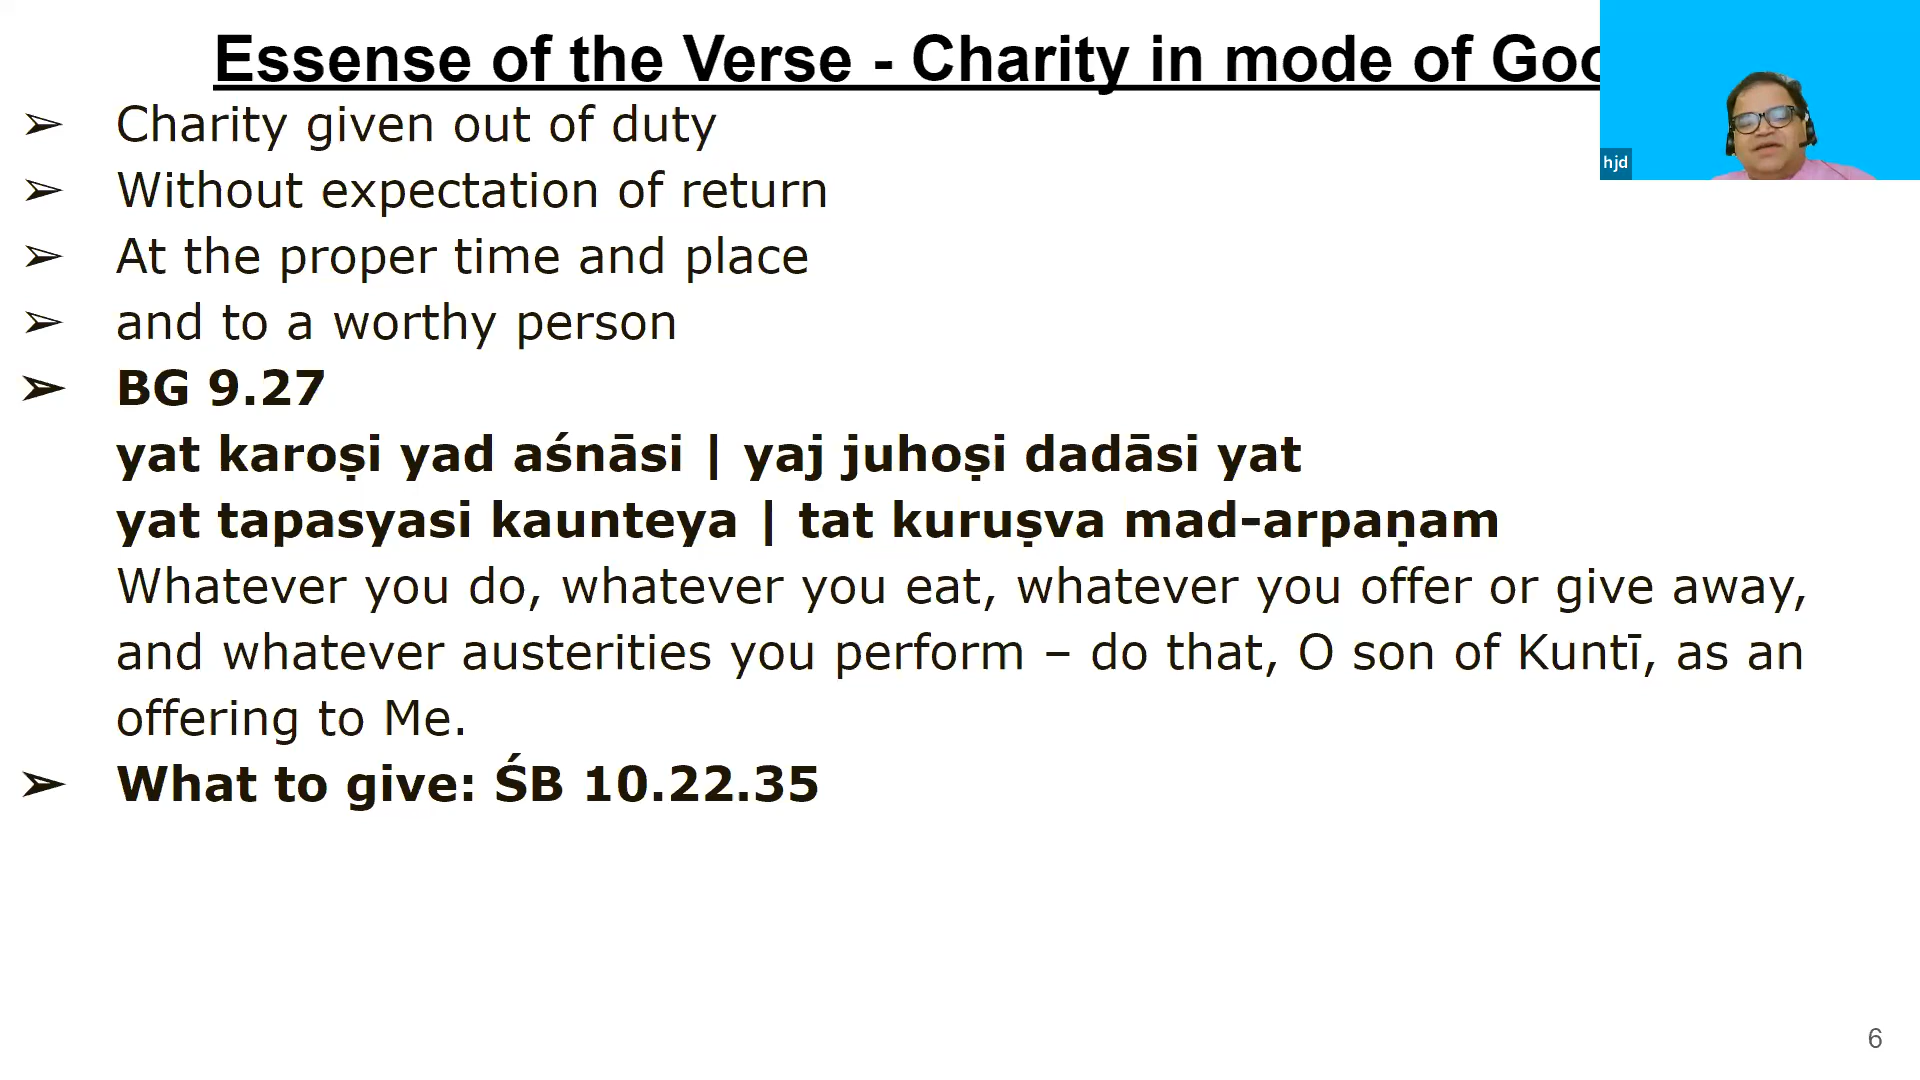 Essense of the Verse - Charity in mode of
hjd
➢ Charity given out of duty
➢ Without expectation of return
➢ At the proper time and place
➢ and to a worthy person
➢ BG 9.27
yat karoṣi yad aśnāsi | yaj juhoṣi dadāsi yat
yat tapasyasi kaunteya | tat kuruṣva mad-arpaṇam
Whatever you do, whatever you eat, whatever you offer or give away,
and whatever austerities you perform – do that, O son of Kuntī, as an
offering to Me.
➢ What to give: ŚB 10.22.35
6